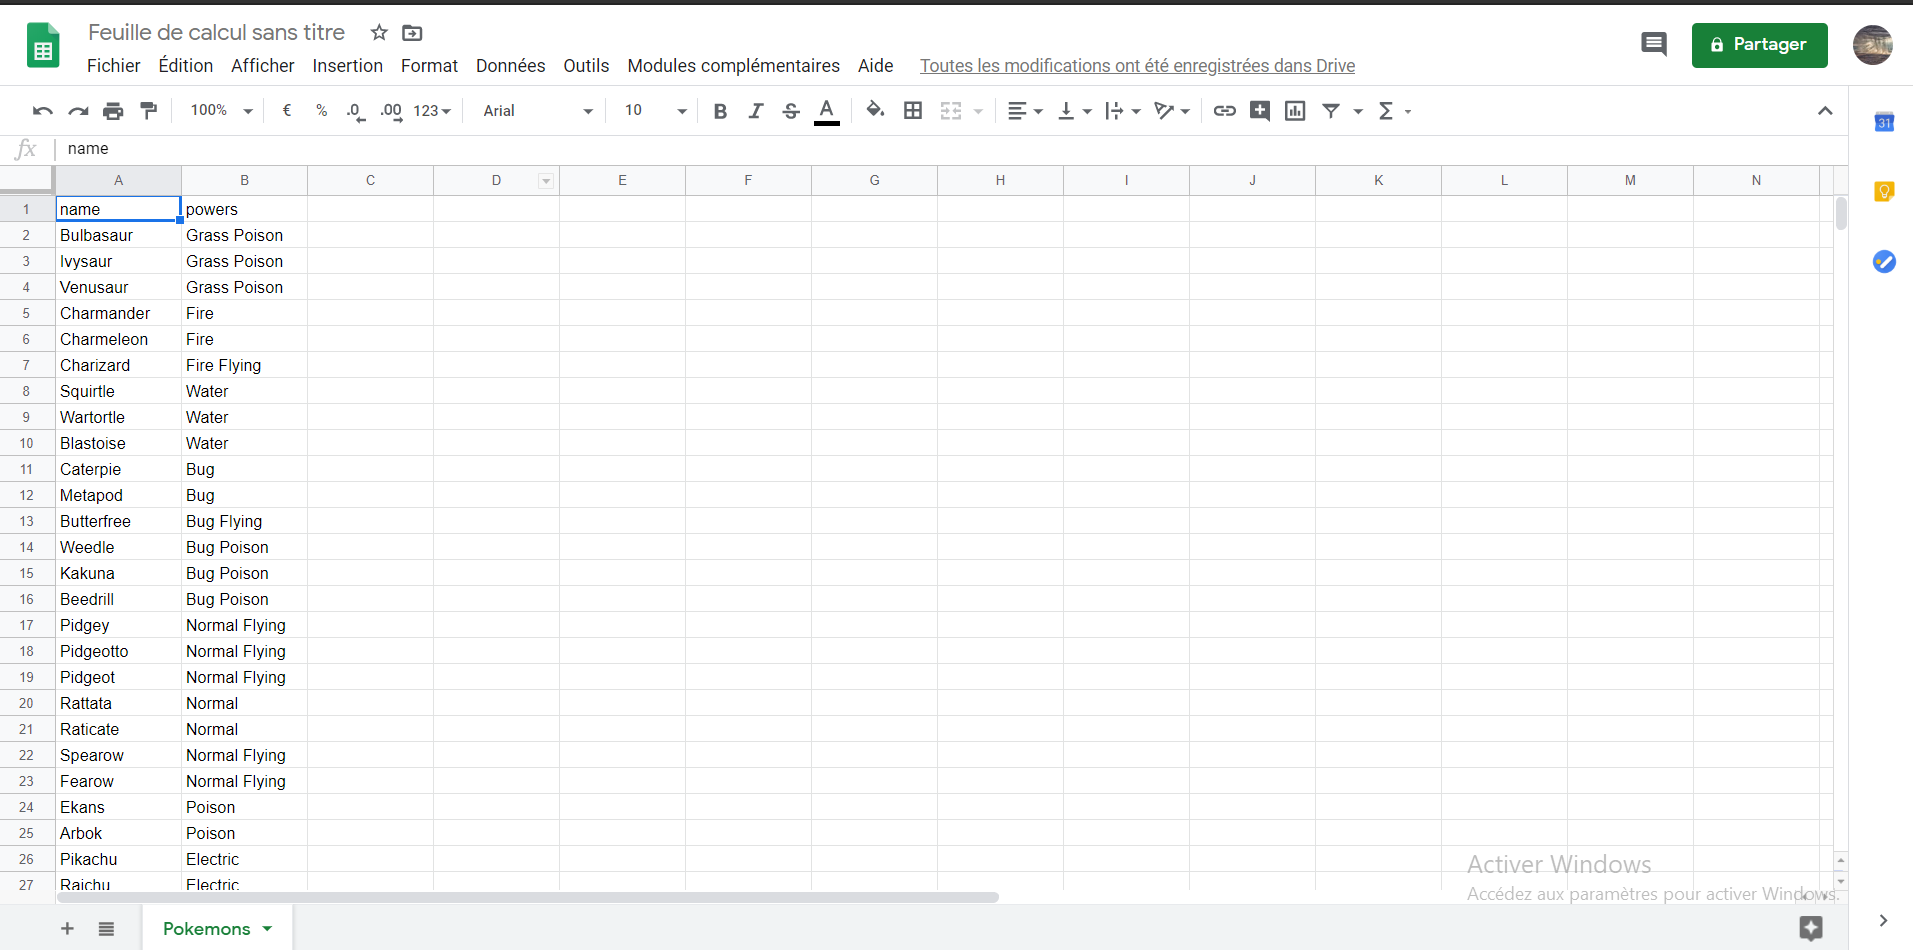 Feuille de calcul sans titre
Fichier Édition Afficher Insertion Format Données Outils Modules complémentaires Aide Toutes les modifications ont été enregistrées dans Drive
Partager
100% € % .0 .00 123 Arial 10 B I S A
31
fx name
A B C D E F G H I J K L M N
1 name powers
2 Bulbasaur Grass Poison
3 Ivysaur Grass Poison
4 Venusaur Grass Poison
5 Charmander Fire
6 Charmeleon Fire
7 Charizard Fire Flying
8 Squirtle Water
9 Wartortle Water
10 Blastoise Water
11 Caterpie Bug
12 Metapod Bug
13 Butterfree Bug Flying
14 Weedle Bug Poison
15 Kakuna Bug Poison
16 Beedrill Bug Poison
17 Pidgey Normal Flying
18 Pidgeotto Normal Flying
19 Pidgeot Normal Flying
20 Rattata Normal
21 Raticate Normal
22 Spearow Normal Flying
23 Fearow Normal Flying
24 Ekans Poison
25 Arbok Poison
26 Pikachu Electric
27 Raichu Electric
Activer Windows
Accédez aux paramètres pour activer Windows.
Pokemons